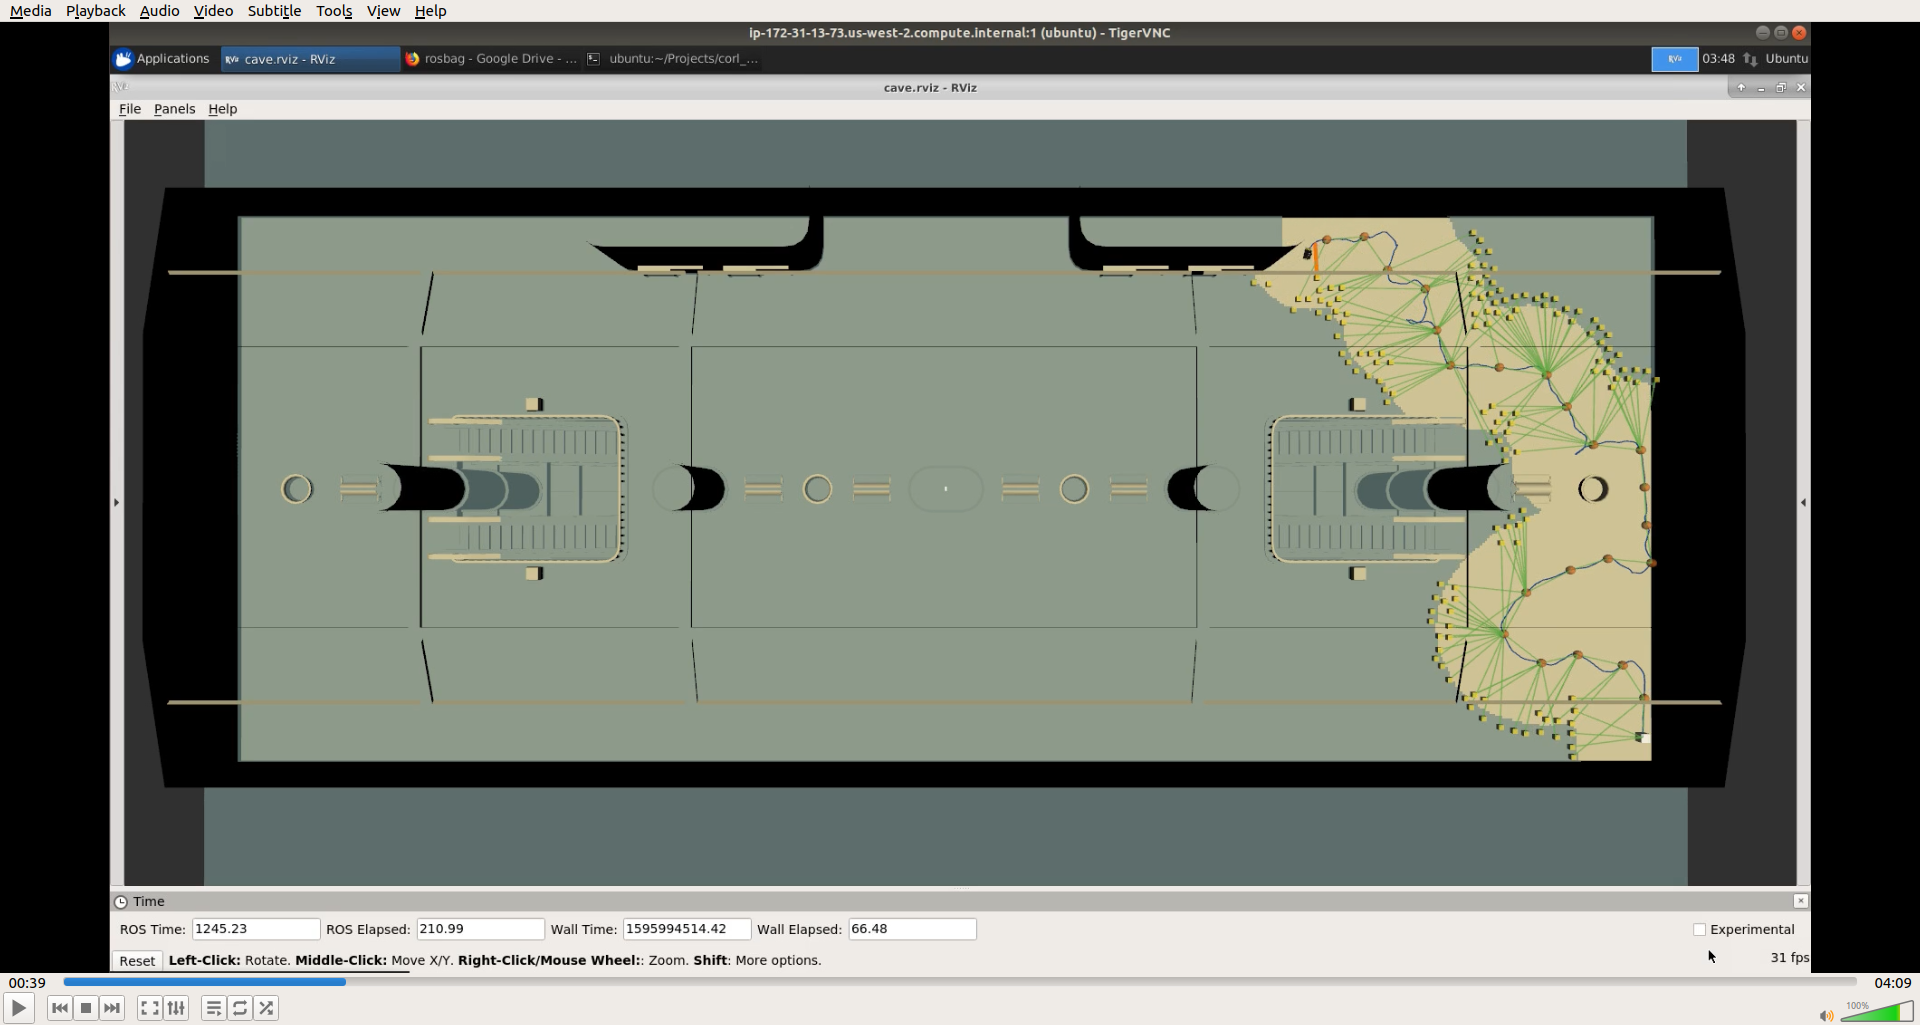 Media Playback Audio Video Subtitle Tools View Help
ip-172-31-13-73.us-west-2.compute.internal:1 (ubuntu) - TigerVNC
Applications RViz cave.rviz - RViz rosbag - Google Drive - ... ubuntu:~/Projects/corl_... RViz 03:48 Ubuntu
RViz cave.rviz - RViz
File Panels Help
Time
ROS Time: 1245.23 ROS Elapsed: 210.99 Wall Time: 1595994514.42 Wall Elapsed: 66.48 Experimental
Reset Left-Click: Rotate. Middle-Click: Move X/Y. Right-Click/Mouse Wheel:: Zoom. Shift: More options. 31 fps
00:39 04:09
100%